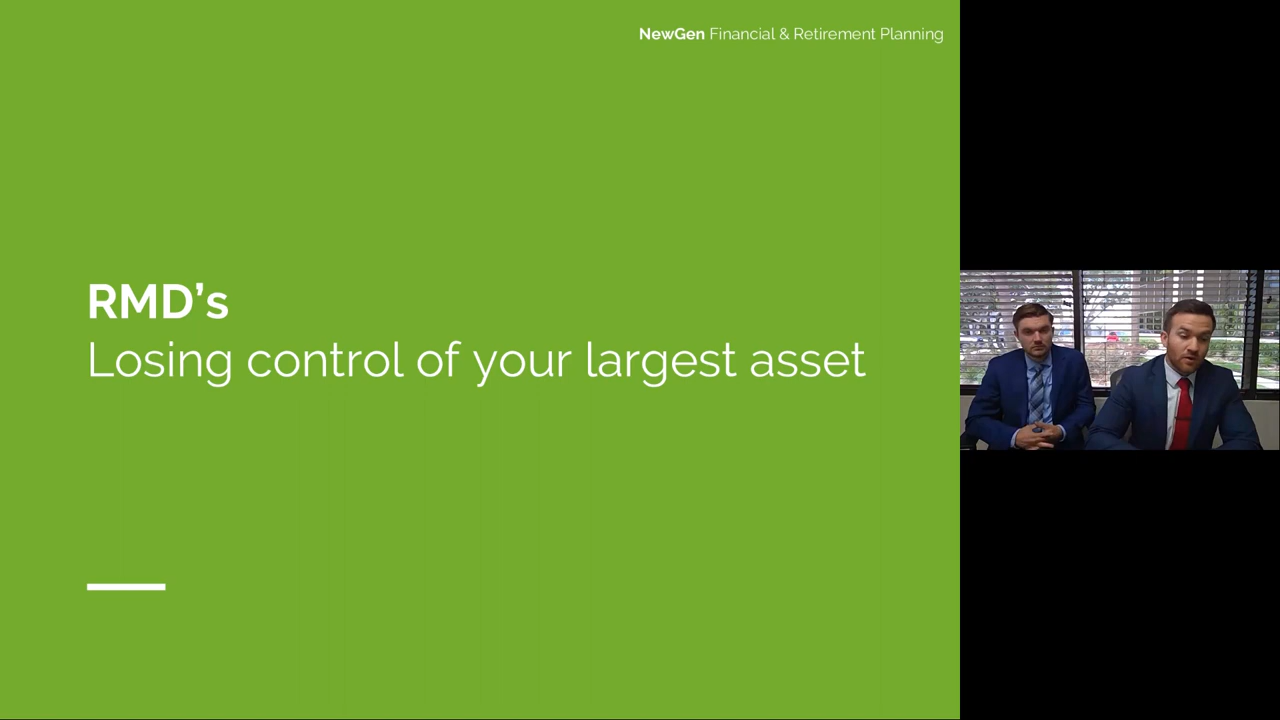 NewGen Financial & Retirement Planning
RMD’s
Losing control of your largest asset